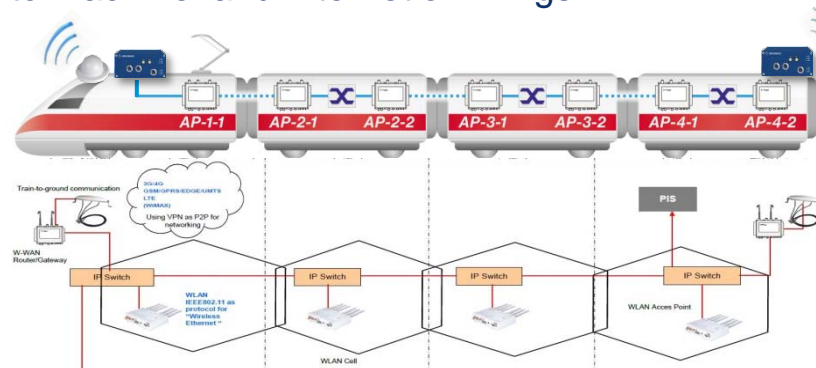 AP-1-1
AP-2-1
AP-2-2
AP-3-1
AP-3-2
AP-4-1
AP-4-2
Train-to-ground communication
3G/4G
GSM/GPRS/EDGE/UMTS
LTE
(WiMAX)
Using VPN as P2P for
networking
PIS
W-WAN
Router/Gateway
IP Switch
IP Switch
IP Switch
IP Switch
WLAN
IEEE802.11 as
protocol for
"Wireless
Ethernet "
WLAN Acces Point
WLAN Cell